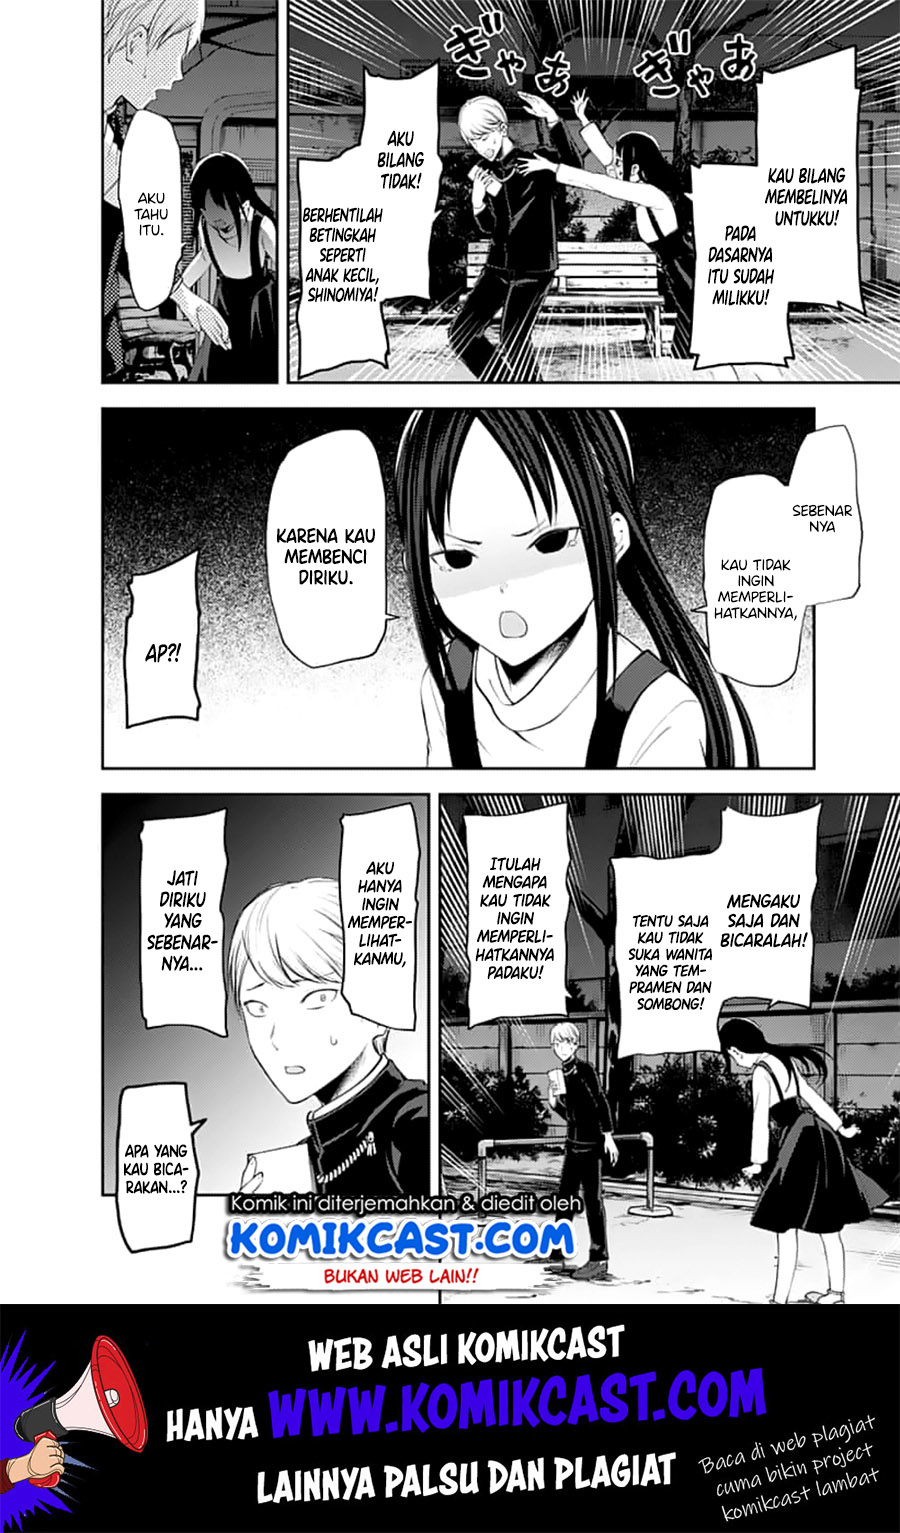 ぎゃあ
ぎゃあ
KAU BILANG
MEMBELINYA
UNTUKKU!
PADA
DASARNYA
ITU SUDAH
MILIKKU!
AKU
BILANG
TIDAK!
BERHENTILAH
BETINGKAH
SEPERTI
ANAK KECIL,
SHINOMIYA!
AKU
TAHU
ITU.
SEBENAR
NYA
KAU TIDAK
INGIN
MEMPERLI-
HATKANNYA,
KARENA KAU
MEMBENCI
DIRIKU.
AP?!
MENGAKU
SAJA DAN
BICARALAH!
TENTU SAJA
KAU TIDAK
SUKA WANITA
YANG TEM-
PRAMEN DAN
SOMBONG!
ITULAH
MENGAPA
KAU TIDAK
INGIN
MEMPERLI-
HATKANNYA
PADAKU!
AKU
HANYA
INGIN
MEMPER-
LIHAT-
KANMU,
JATI
DIRIKU
YANG
SEBENAR-
NYA...
APA YANG
KAU BICA-
RAKAN...?
Komik ini diterjemahkan & diedit oleh
KOMIKCAST.COM
BUKAN WEB LAIN!!
WEB ASLI KOMIKCAST
HANYA WWW.KOMIKCAST.COM
LAINNYA PALSU DAN PLAGIAT
Baca di web plagiat
cuma bikin project
komikcast lambat